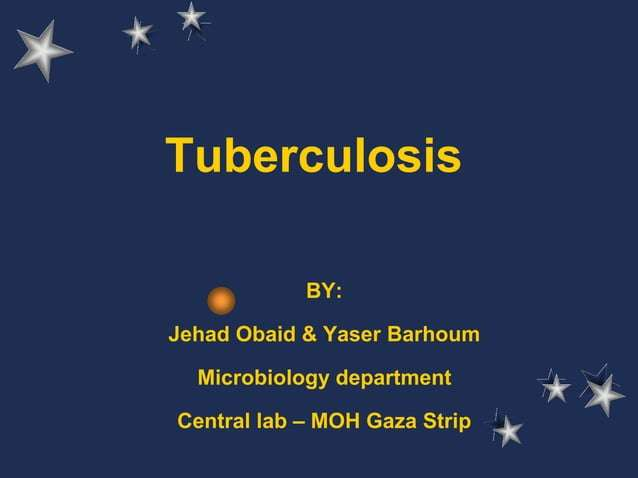 Tuberculosis
BY:
Jehad Obaid & Yaser Barhoum
Microbiology department
Central lab – MOH Gaza Strip